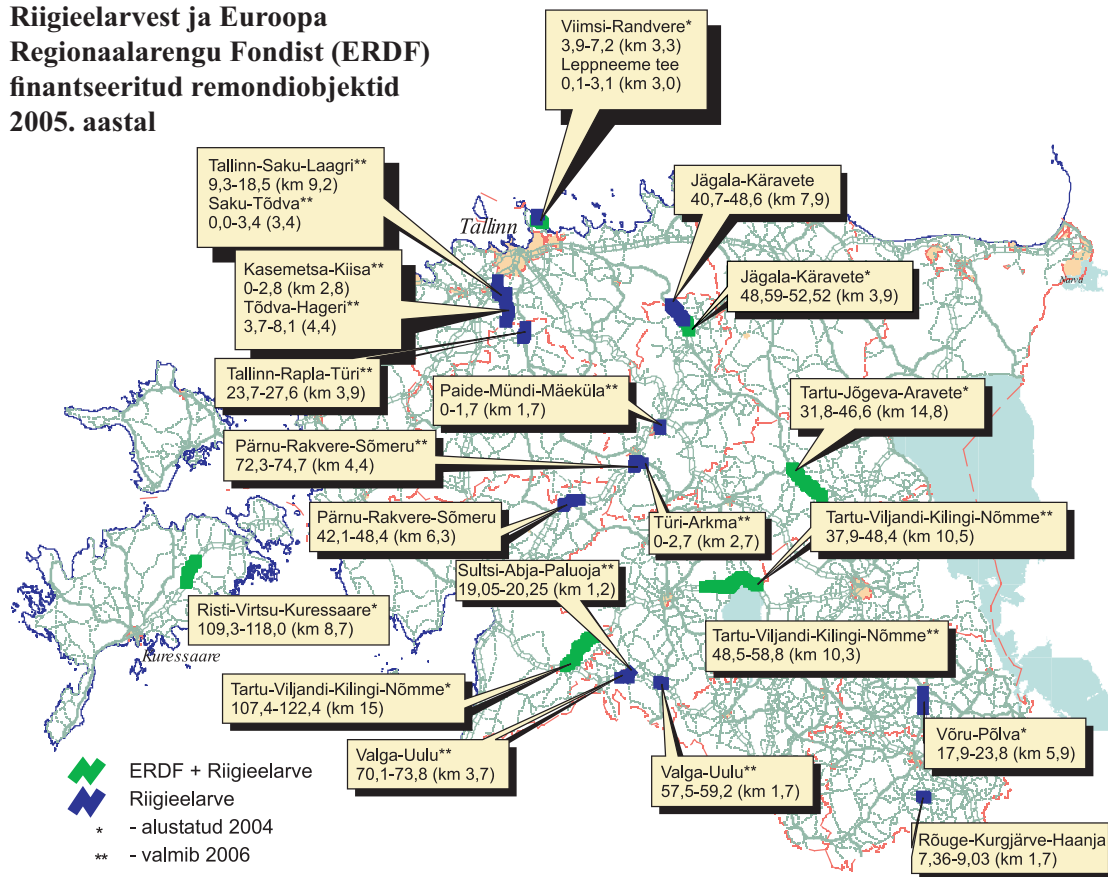 Riigieelarvest ja Euroopa
Regionaalarengu Fondist (ERDF)
finantseeritud remondiobjektid
2005. aastal
Viimsi-Randvere*
3,9-7,2 (km 3,3)
Leppneeme tee
0,1-3,1 (km 3,0)
Tallinn-Saku-Laagri**
9,3-18,5 (km 9,2)
Saku-Tõdva**
0,0-3,4 (3,4)
Tallinn
Jägala-Käravete
40,7-48,6 (km 7,9)
Kasemetsa-Kiisa**
0-2,8 (km 2,8)
Tõdva-Hageri**
3,7-8,1 (4,4)
Jägala-Käravete*
48,59-52,52 (km 3,9)
Narva
Tallinn-Rapla-Türi**
23,7-27,6 (km 3,9)
Paide-Mündi-Mäeküla**
0-1,7 (km 1,7)
Tartu-Jõgeva-Aravete*
31,8-46,6 (km 14,8)
Pärnu-Rakvere-Sõmeru**
72,3-74,7 (km 4,4)
Pärnu-Rakvere-Sõmeru
42,1-48,4 (km 6,3)
Türi-Arkma**
0-2,7 (km 2,7)
Tartu-Viljandi-Kilingi-Nõmme**
37,9-48,4 (km 10,5)
Sultsi-Abja-Paluoja**
19,05-20,25 (km 1,2)
Risti-Virtsu-Kuressaare*
109,3-118,0 (km 8,7)
Kuressaare
Tartu-Viljandi-Kilingi-Nõmme**
48,5-58,8 (km 10,3)
Tartu-Viljandi-Kilingi-Nõmme*
107,4-122,4 (km 15)
Võru-Põlva*
17,9-23,8 (km 5,9)
Valga-Uulu**
70,1-73,8 (km 3,7)
Valga-Uulu**
57,5-59,2 (km 1,7)
Rõuge-Kurgjärve-Haanja
7,36-9,03 (km 1,7)
ERDF + Riigieelarve
Riigieelarve
* - alustatud 2004
** - valmib 2006